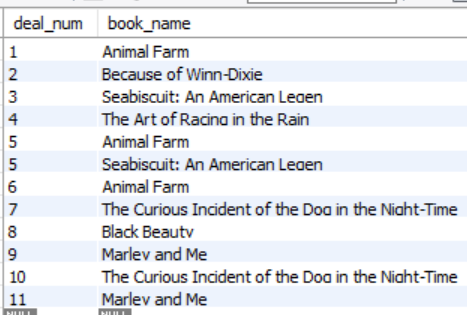 deal_num book_name
1 Animal Farm
2 Because of Winn-Dixie
3 Seabiscuit: An American Legen
4 The Art of Racing in the Rain
5 Animal Farm
5 Seabiscuit: An American Legen
6 Animal Farm
7 The Curious Incident of the Dog in the Night-Time
8 Black Beauty
9 Marley and Me
10 The Curious Incident of the Dog in the Night-Time
11 Marley and Me
NULL NULL